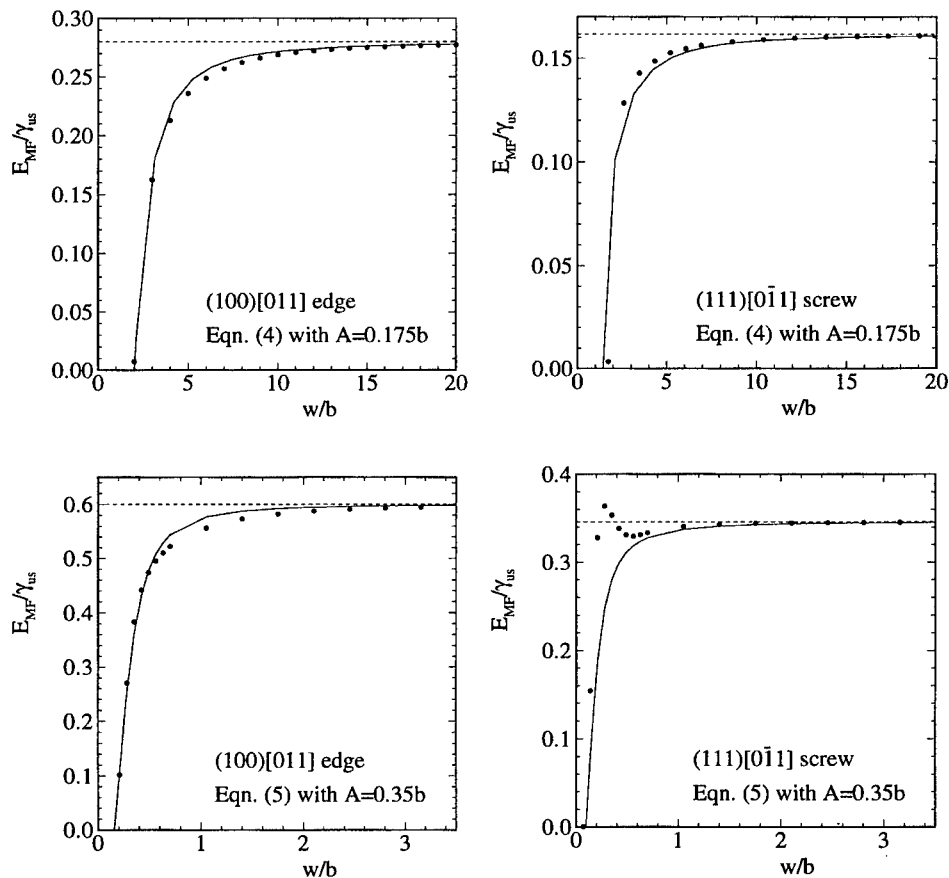 0.30
0.25
0.20
0.15
0.10
0.05
0.00
E_MF/γ_us
(100)[011] edge
Eqn. (4) with A=0.175b
0 5 10 15 20
w/b
0.15
0.10
0.05
0.00
E_MF/γ_us
(111)[01̄1] screw
Eqn. (4) with A=0.175b
0 5 10 15 20
w/b
0.6
0.5
0.4
0.3
0.2
0.1
0.0
E_MF/γ_us
(100)[011] edge
Eqn. (5) with A=0.35b
0 1 2 3
w/b
0.4
0.3
0.2
0.1
0.0
E_MF/γ_us
(111)[01̄1] screw
Eqn. (5) with A=0.35b
0 1 2 3
w/b